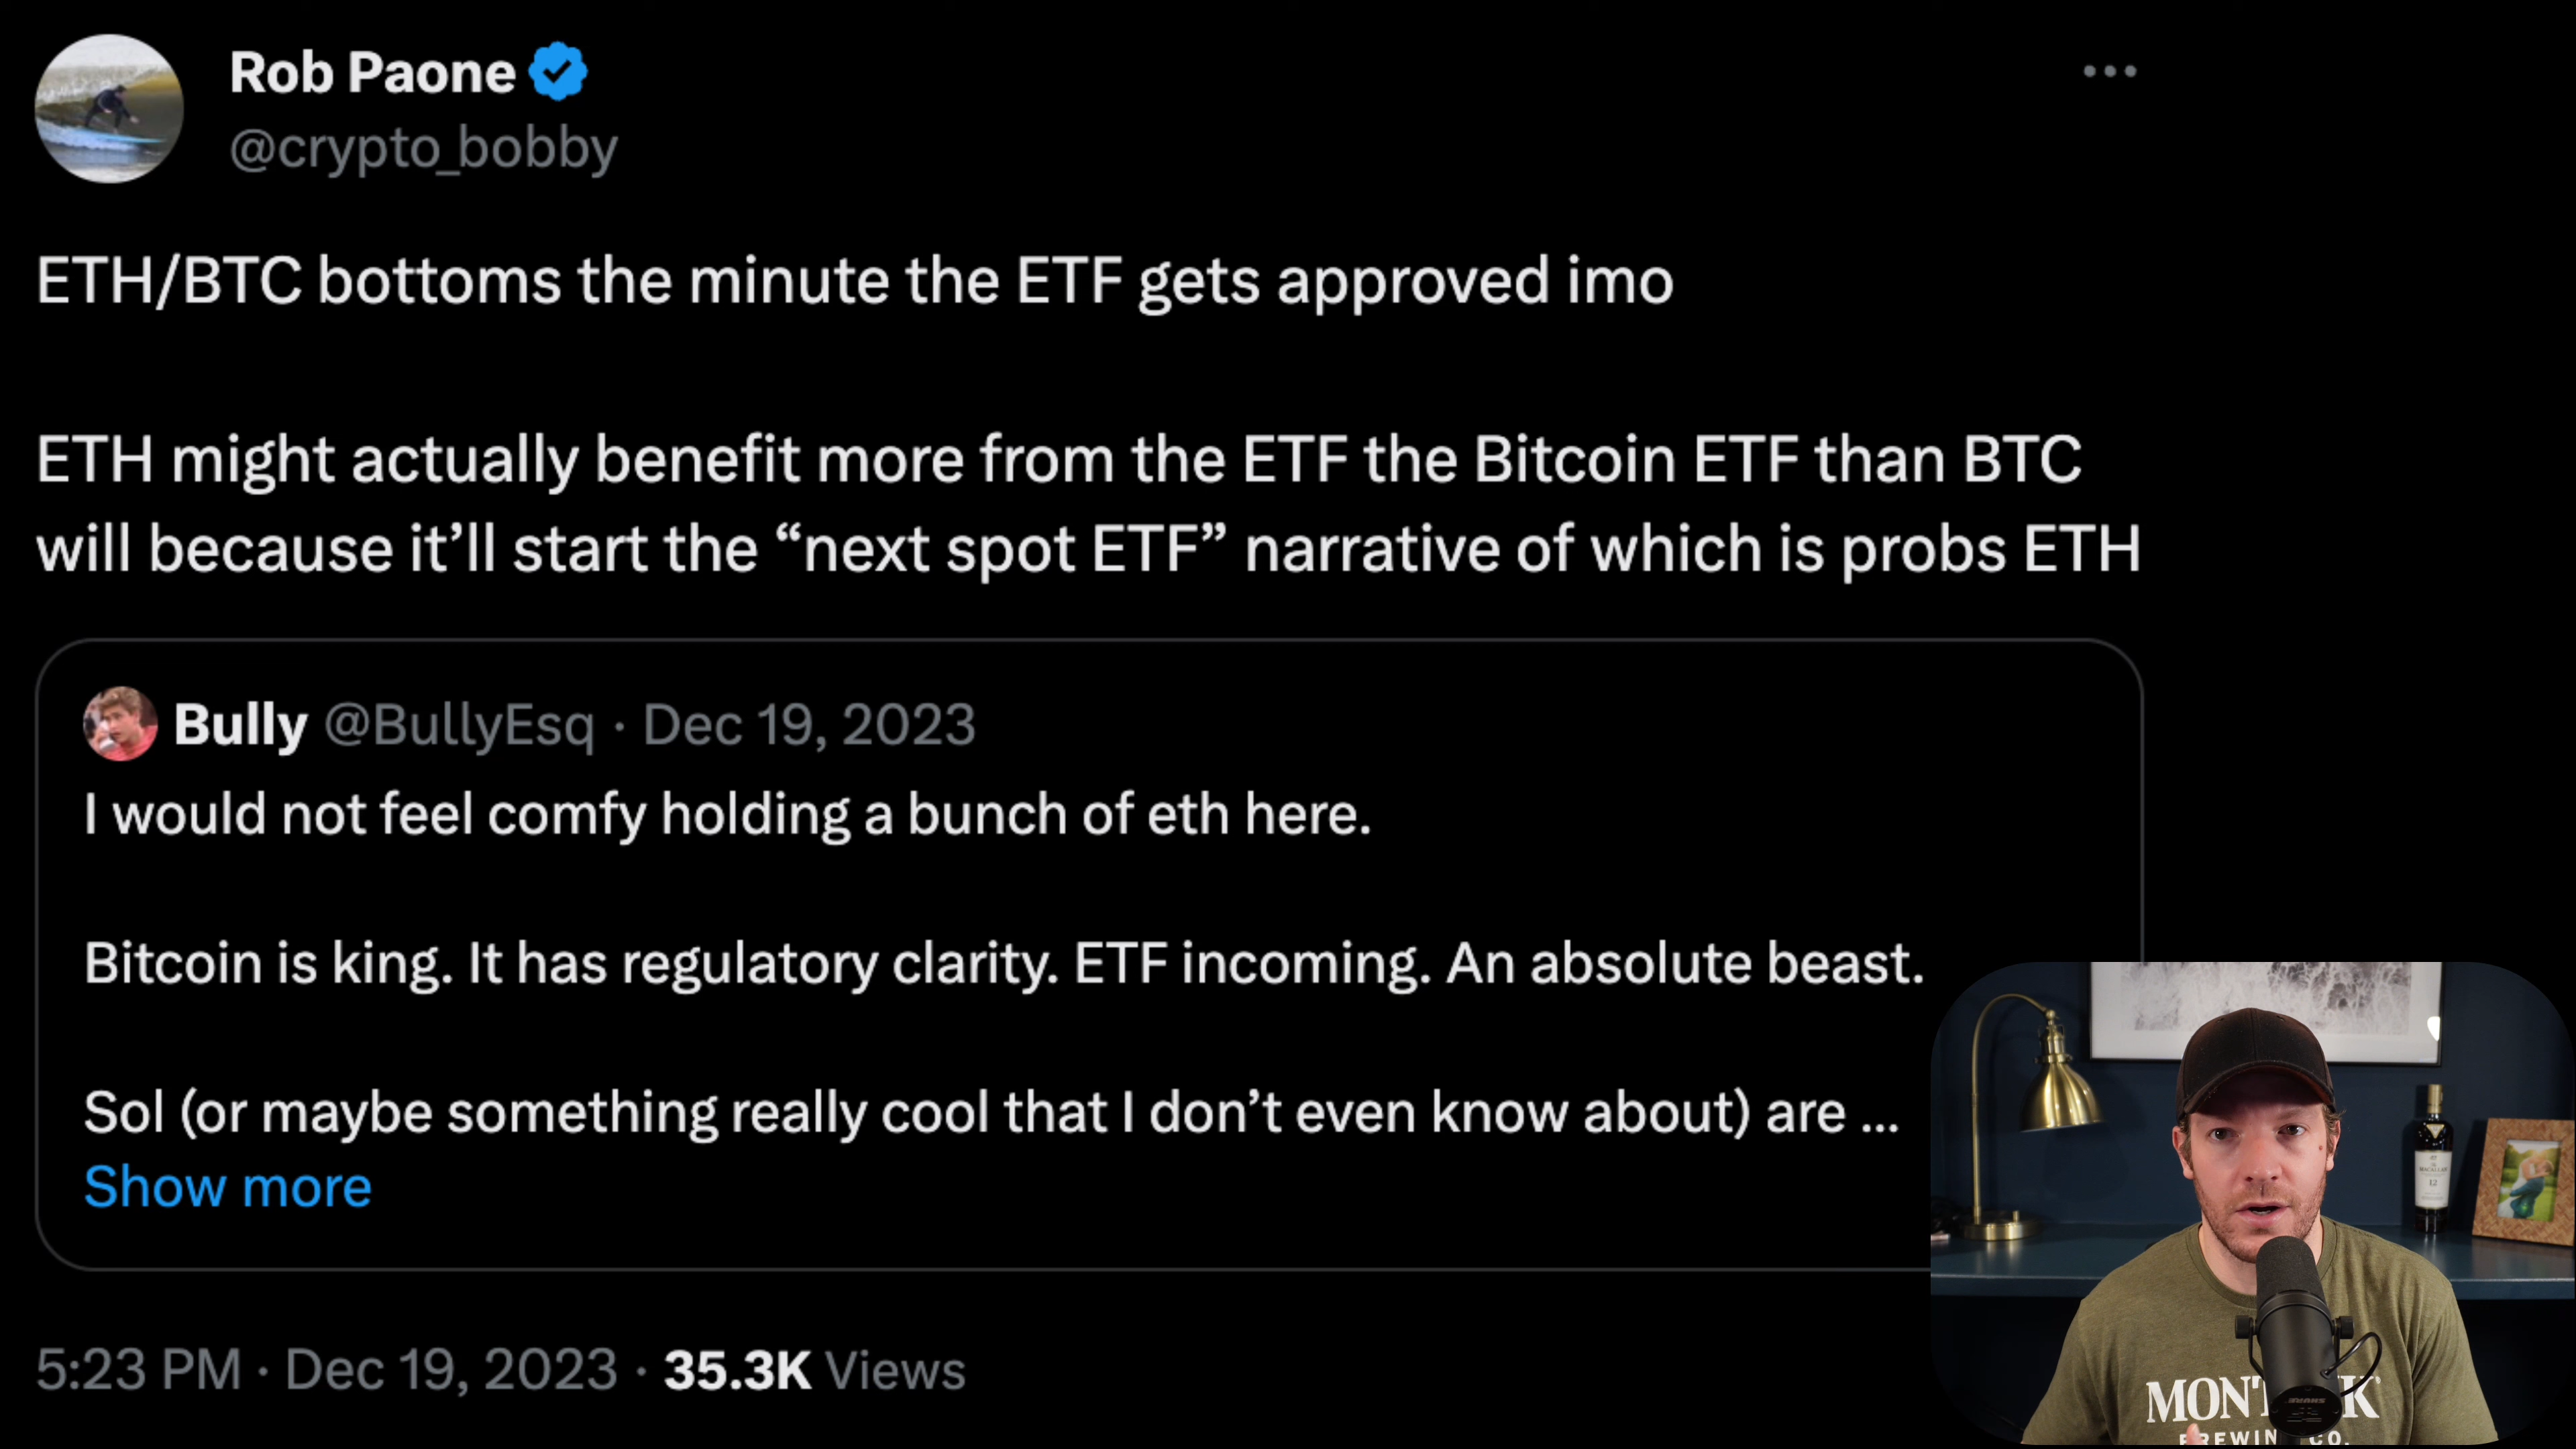 Rob Paone
@crypto_bobby
ETH/BTC bottoms the minute the ETF gets approved imo
ETH might actually benefit more from the ETF the Bitcoin ETF than BTC
will because it’ll start the “next spot ETF” narrative of which is probs ETH
Bully @BullyEsq · Dec 19, 2023
I would not feel comfy holding a bunch of eth here.
Bitcoin is king. It has regulatory clarity. ETF incoming. An absolute beast.
Sol (or maybe something really cool that I don’t even know about) are ...
Show more
5:23 PM · Dec 19, 2023 · 35.3K Views
MACALLAN
12
SHURE